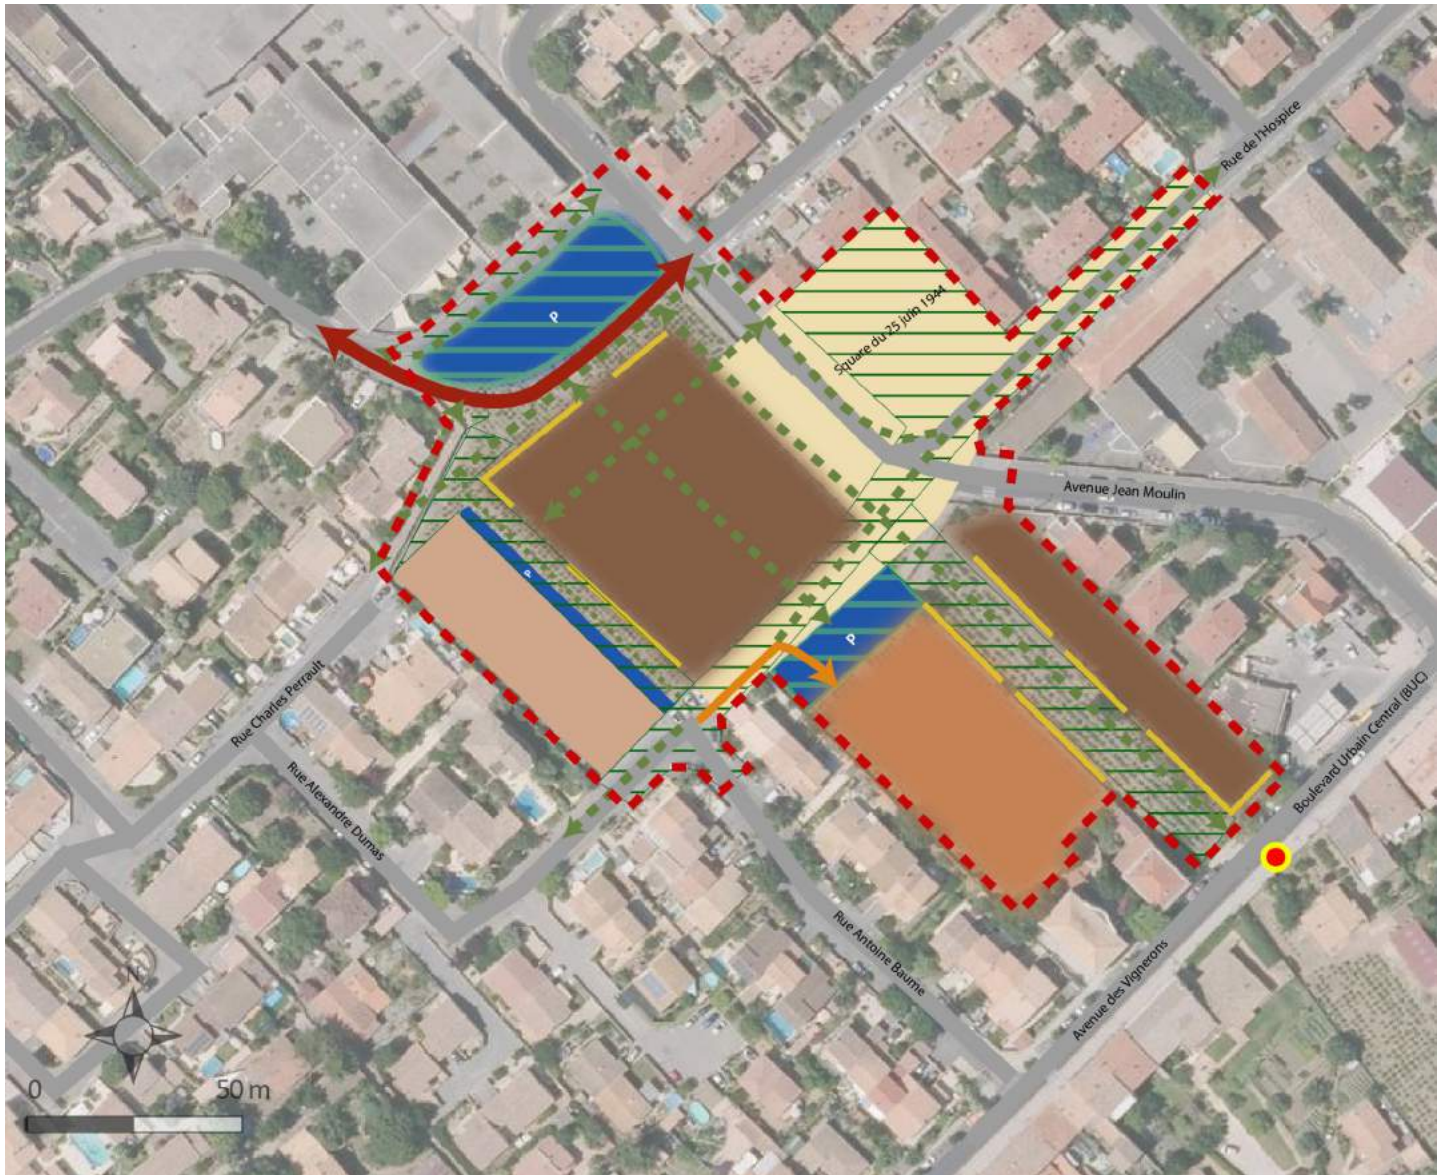 Rue de l'Hospice
P
Square du 25 juin 1944
Avenue Jean Moulin
P
P
Rue Charles Perrault
Boulevard Urbain Central (BUC)
Rue Alexandre Dumas
Rue Antoine Baume
Avenue des Vignerons
N
0 50 m